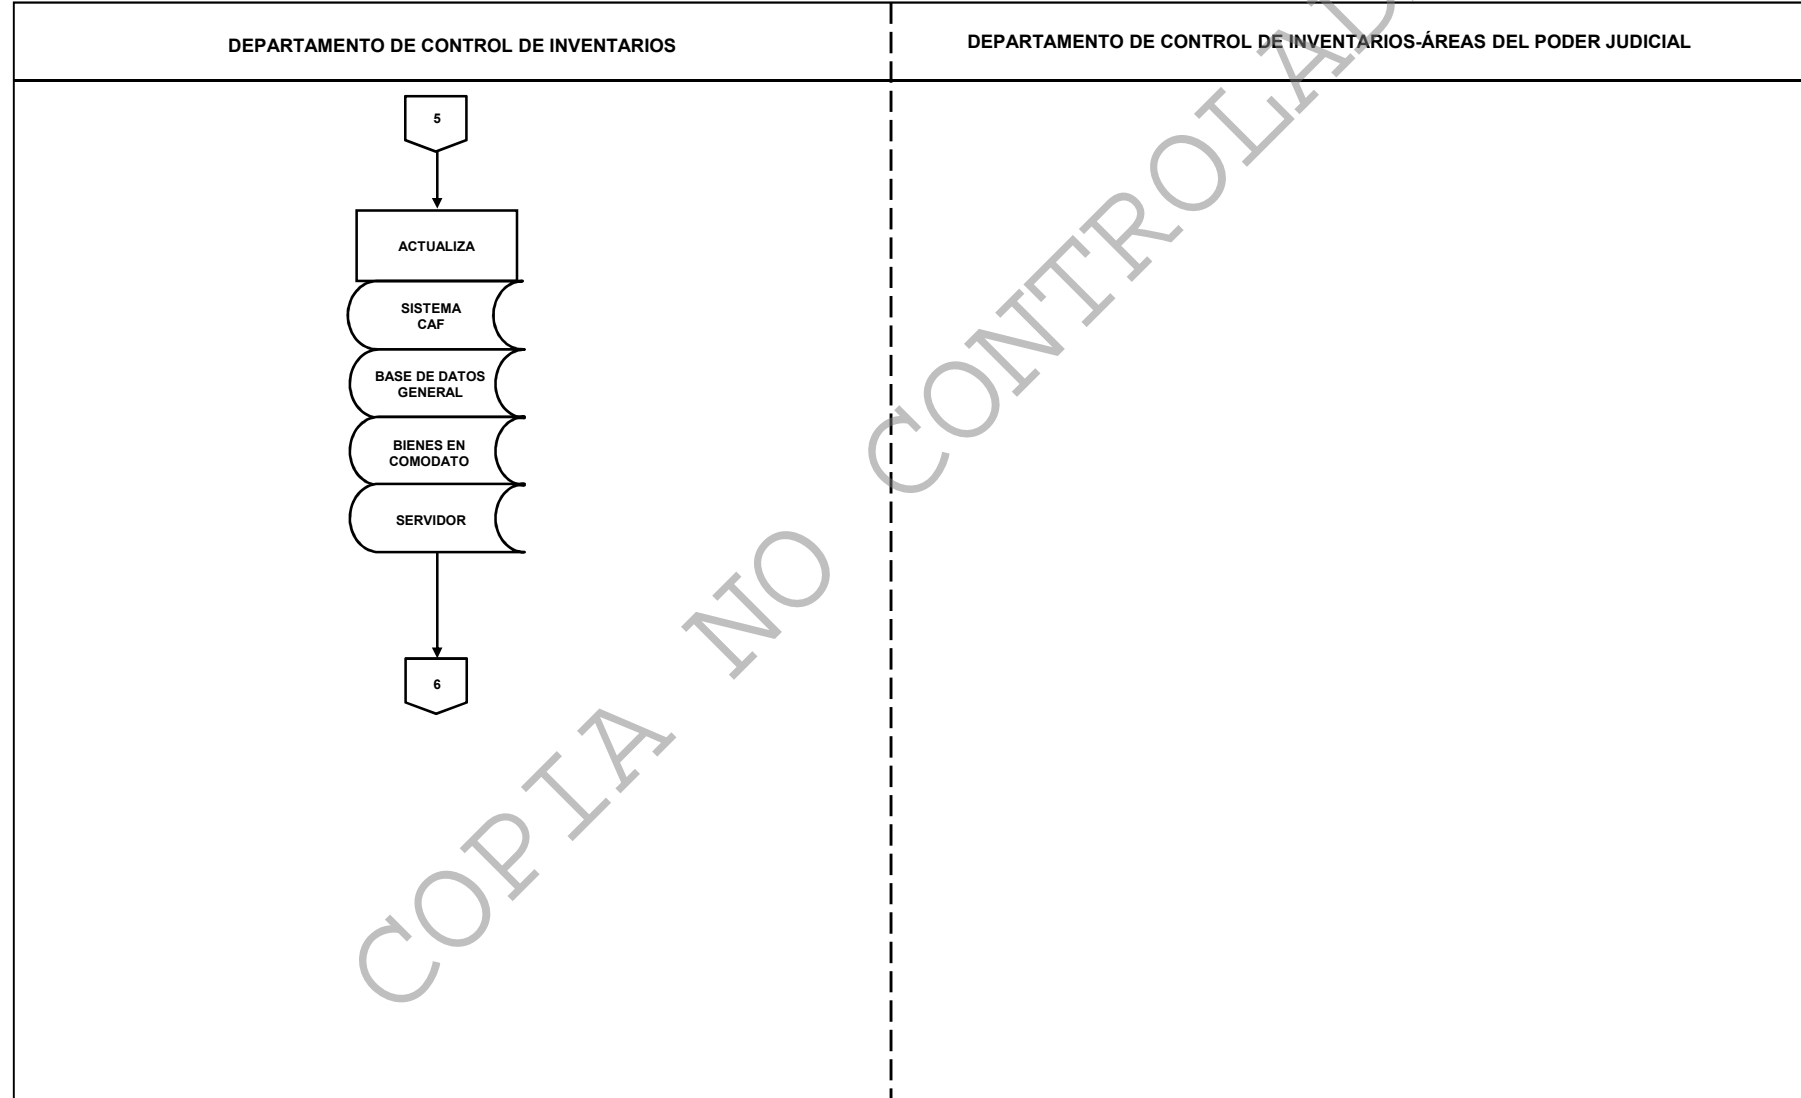 DEPARTAMENTO DE CONTROL DE INVENTARIOS
DEPARTAMENTO DE CONTROL DE INVENTARIOS-ÁREAS DEL PODER JUDICIAL
5
ACTUALIZA
SISTEMA
CAF
BASE DE DATOS
GENERAL
BIENES EN
COMODATO
SERVIDOR
6
COPIA NO CONTROLAD